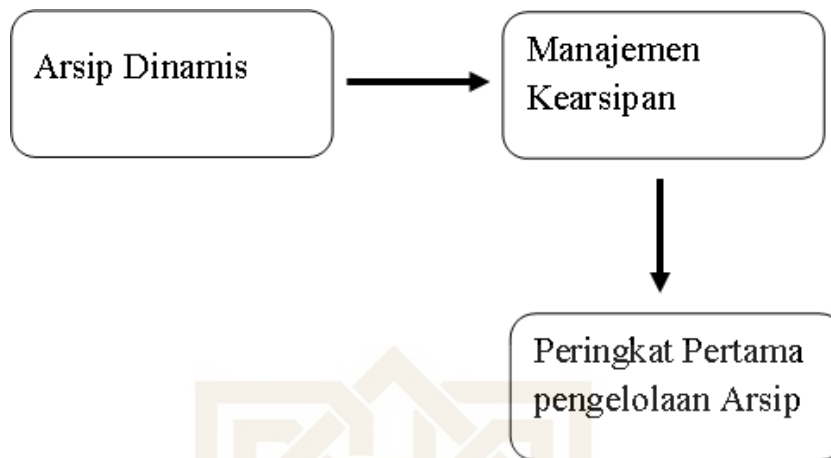 Arsip Dinamis
Manajemen
Kearsipan
Peringkat Pertama
pengelolaan Arsip